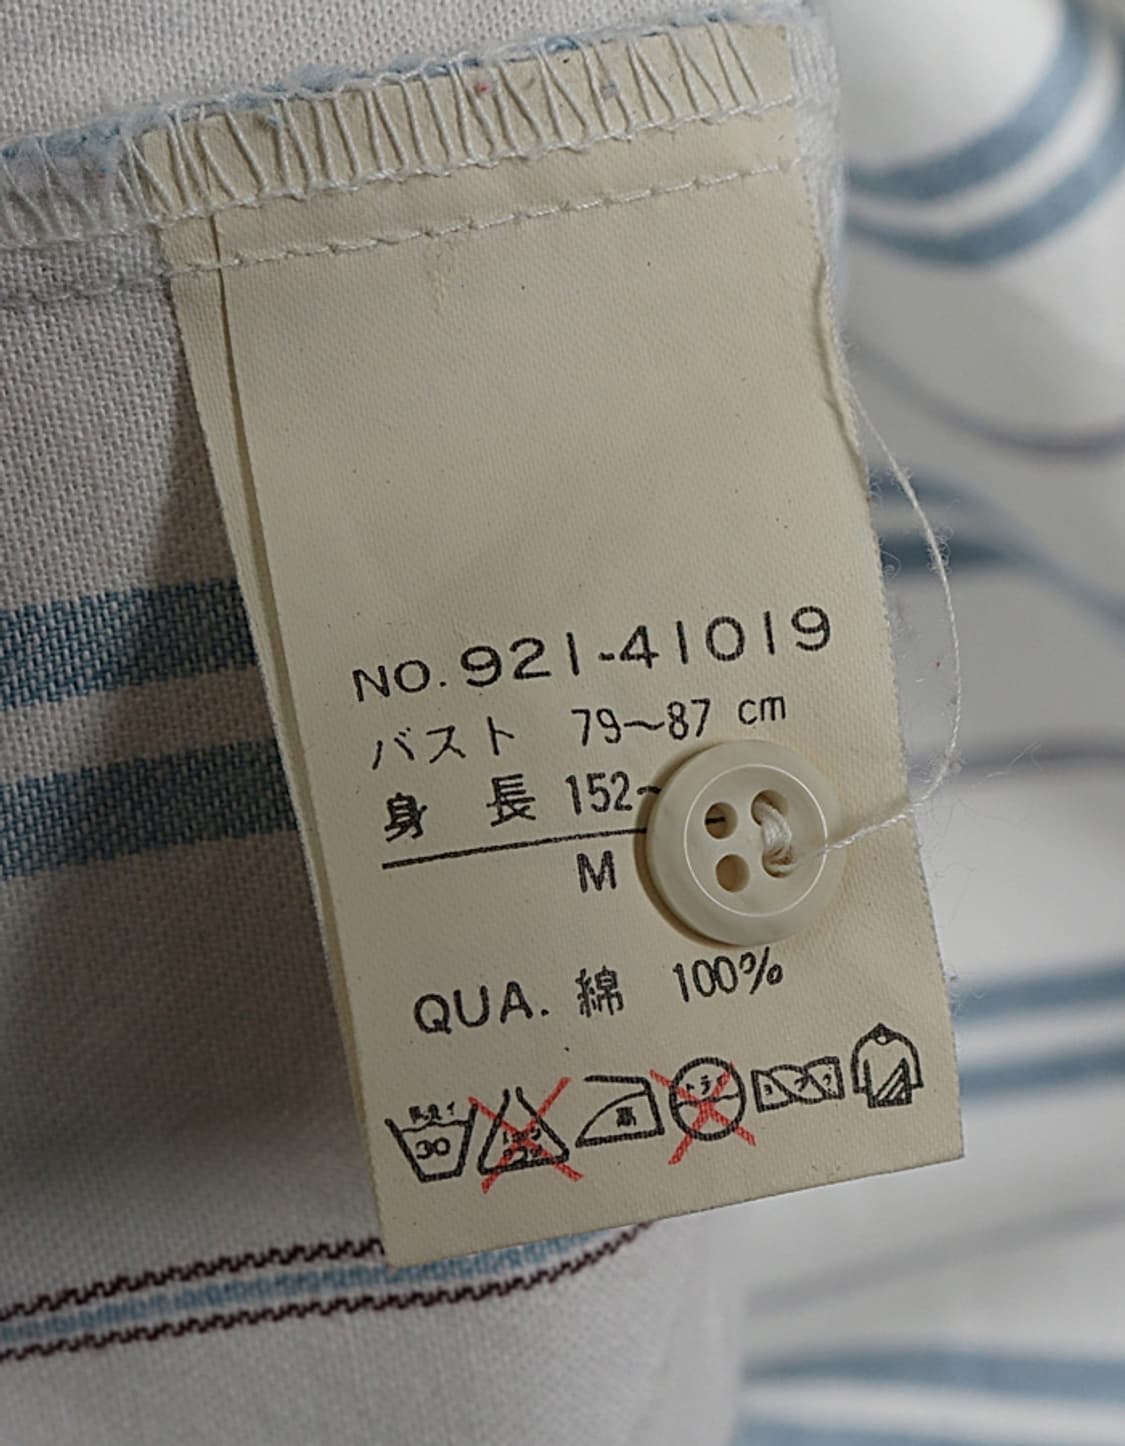 NO. 921-41019
バスト 79～87 cm
身 長 152~
M
QUA. 綿 100%
30 高